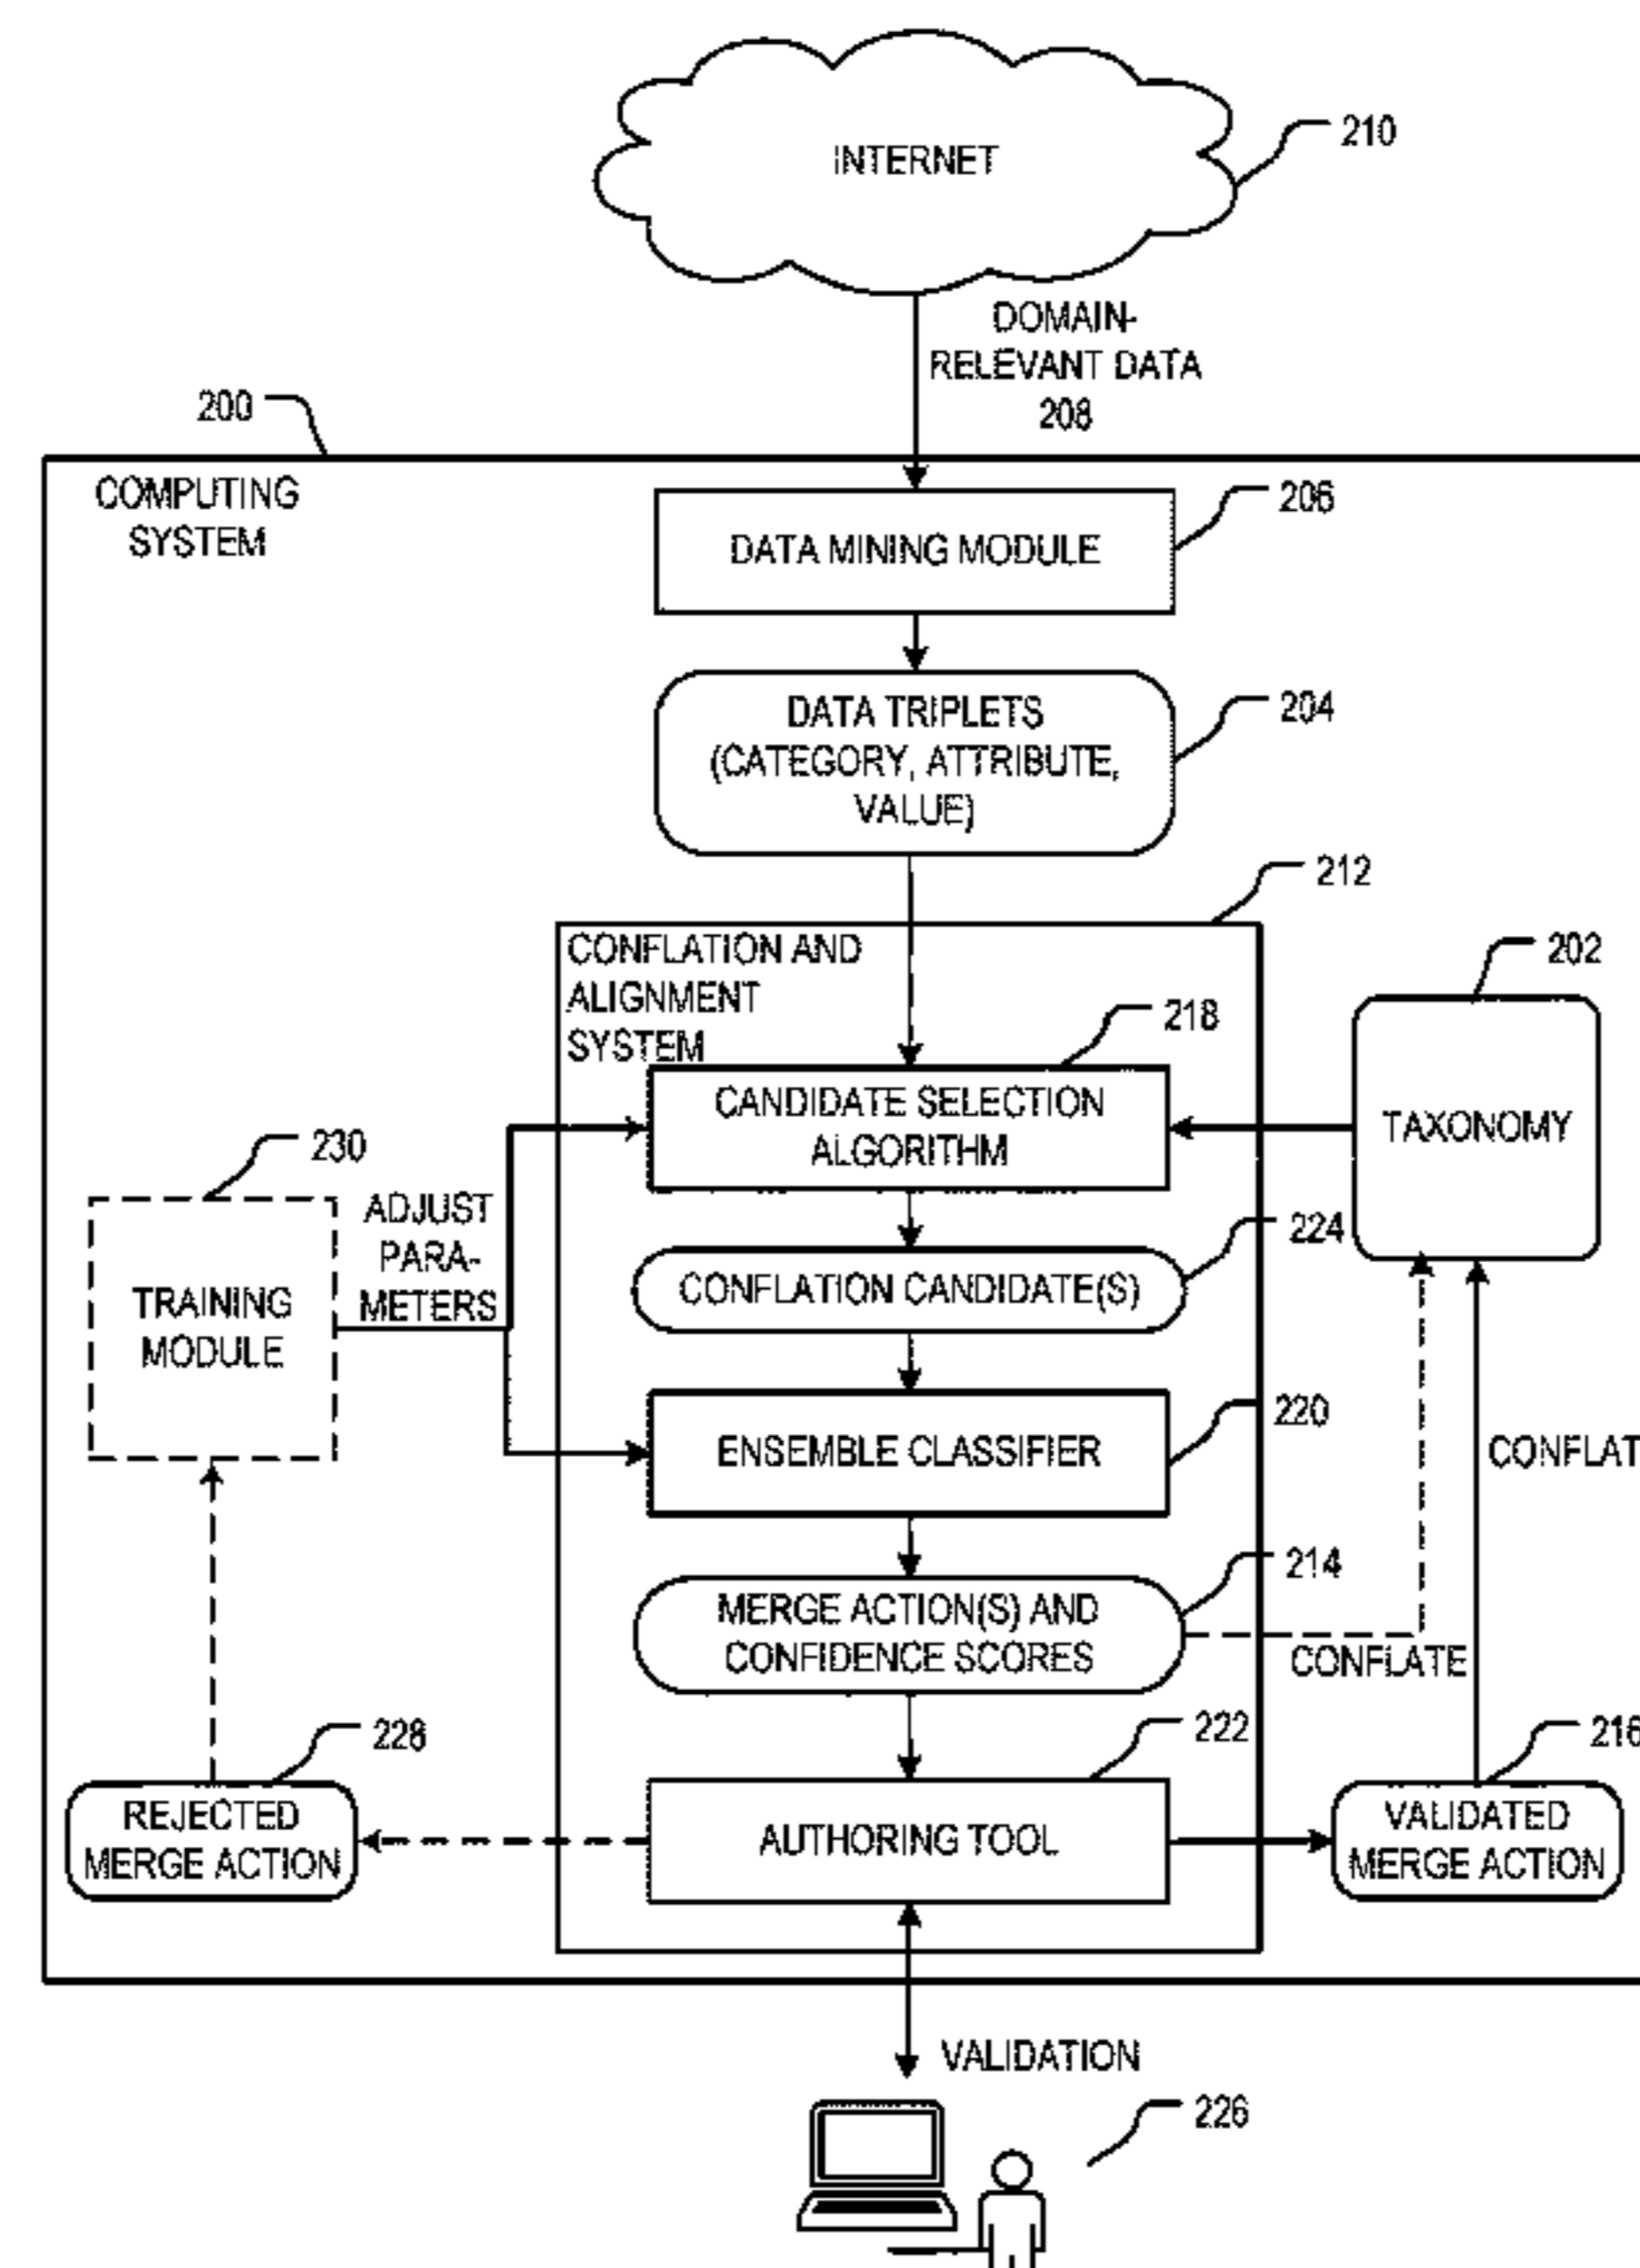 INTERNET
210
DOMAIN-
RELEVANT DATA
208
200
COMPUTING
SYSTEM
206
DATA MINING MODULE
204
DATA TRIPLETS
(CATEGORY, ATTRIBUTE,
VALUE)
212
CONFLATION AND
ALIGNMENT
SYSTEM
202
218
CANDIDATE SELECTION
ALGORITHM
TAXONOMY
230
ADJUST
PARA-
METERS
TRAINING
MODULE
224
CONFLATION CANDIDATE(S)
220
ENSEMBLE CLASSIFIER
CONFLAT
214
MERGE ACTION(S) AND
CONFIDENCE SCORES
CONFLATE
228
222
216
REJECTED
MERGE ACTION
AUTHORING TOOL
VALIDATED
MERGE ACTION
VALIDATION
226